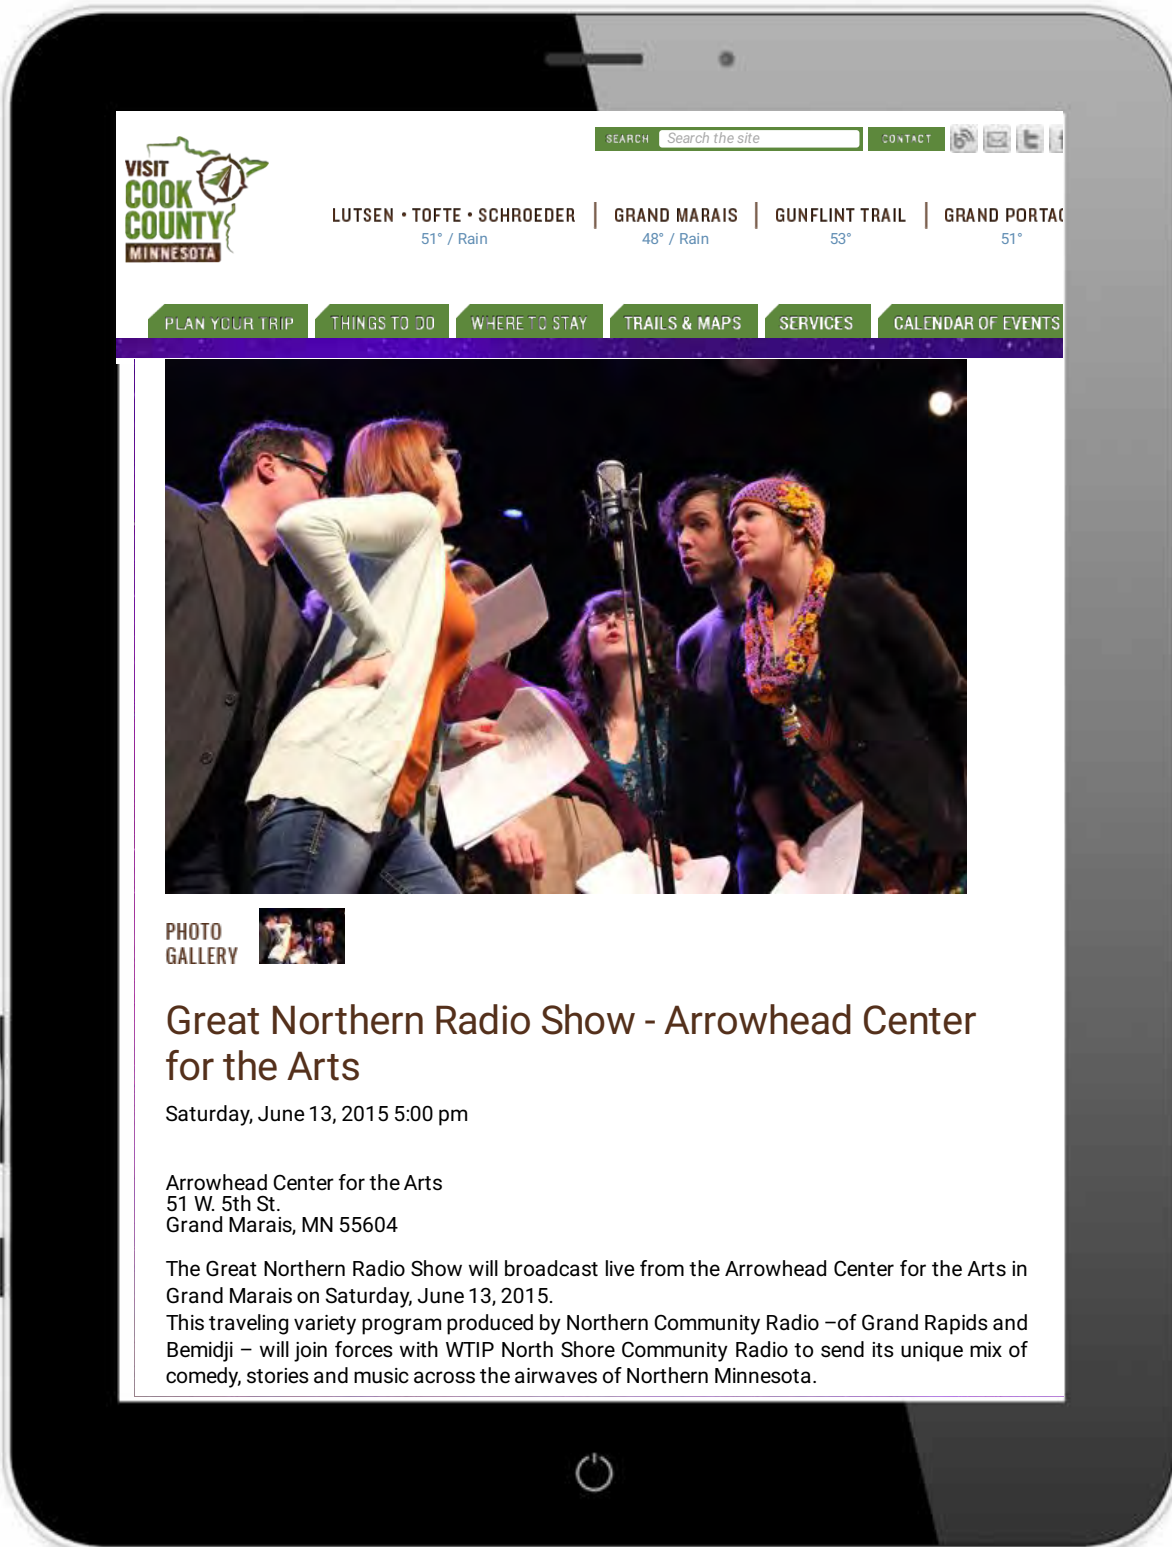 SEARCH Search the site CONTACT
VISIT
COOK
COUNTY
MINNESOTA
LUTSEN • TOFTE • SCHROEDER | GRAND MARAIS | GUNFLINT TRAIL | GRAND PORTAG
51° / Rain 48° / Rain 53° 51°
PLAN YOUR TRIP THINGS TO DO WHERE TO STAY TRAILS & MAPS SERVICES CALENDAR OF EVENTS
PHOTO
GALLERY
Great Northern Radio Show - Arrowhead Center
for the Arts
Saturday, June 13, 2015 5:00 pm
Arrowhead Center for the Arts
51 W. 5th St.
Grand Marais, MN 55604
The Great Northern Radio Show will broadcast live from the Arrowhead Center for the Arts in
Grand Marais on Saturday, June 13, 2015.
This traveling variety program produced by Northern Community Radio –of Grand Rapids and
Bemidji – will join forces with WTIP North Shore Community Radio to send its unique mix of
comedy, stories and music across the airwaves of Northern Minnesota.